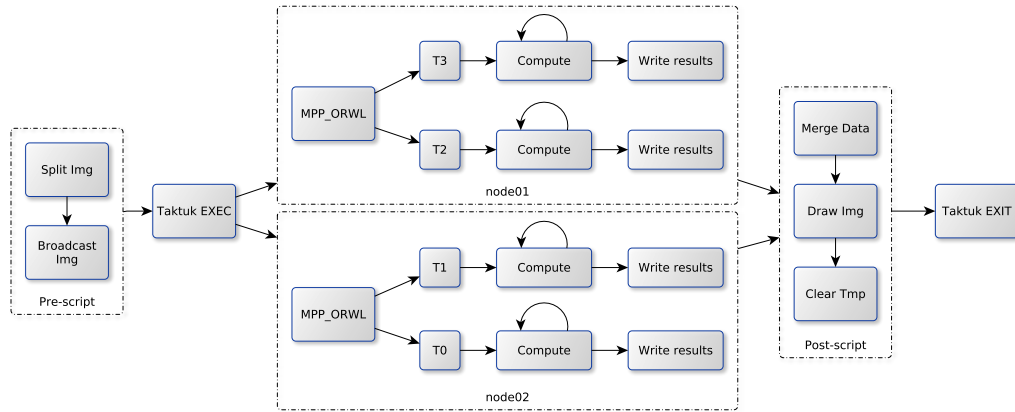 Split Img
Broadcast
Img
Pre-script
Taktuk EXEC
MPP_ORWL
T3
Compute
Write results
T2
Compute
Write results
node01
MPP_ORWL
T1
Compute
Write results
T0
Compute
Write results
node02
Merge Data
Draw Img
Clear Tmp
Post-script
Taktuk EXIT